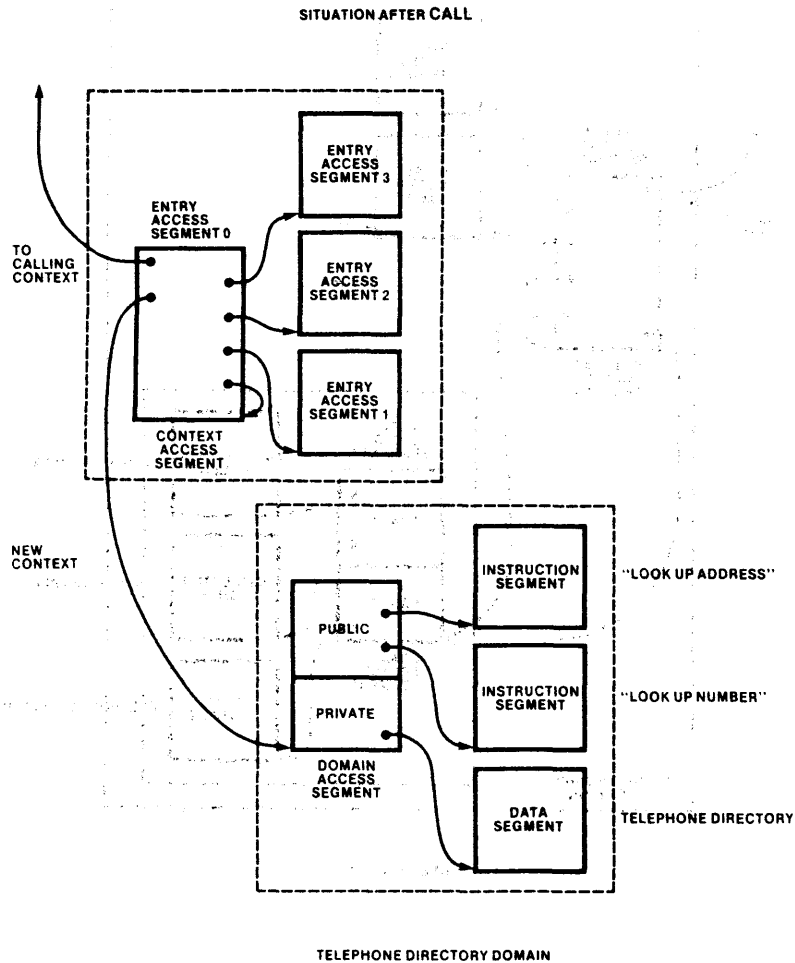 SITUATION AFTER CALL
ENTRY
ACCESS
SEGMENT 3
ENTRY
ACCESS
SEGMENT 0
TO
CALLING
CONTEXT
ENTRY
ACCESS
SEGMENT 2
ENTRY
ACCESS
SEGMENT 1
CONTEXT
ACCESS
SEGMENT
NEW
CONTEXT
INSTRUCTION
SEGMENT
"LOOK UP ADDRESS"
PUBLIC
INSTRUCTION
SEGMENT
"LOOK UP NUMBER"
PRIVATE
DOMAIN
ACCESS
SEGMENT
DATA
SEGMENT
TELEPHONE DIRECTORY
TELEPHONE DIRECTORY DOMAIN